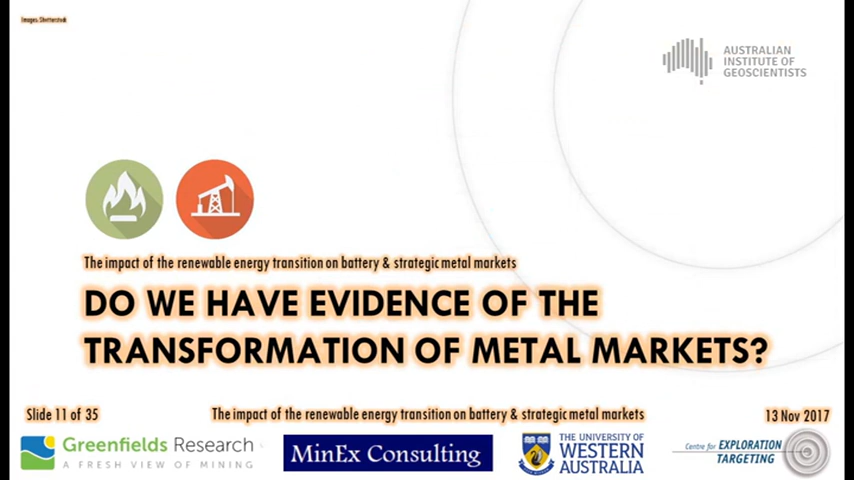 Images: Shutterstock
AUSTRALIAN
INSTITUTE OF
GEOSCIENTISTS
The impact of the renewable energy transition on battery & strategic metal markets
DO WE HAVE EVIDENCE OF THE
TRANSFORMATION OF METAL MARKETS?
Slide 11 of 35
The impact of the renewable energy transition on battery & strategic metal markets
13 Nov 2017
Greenfields Research
A FRESH VIEW OF MINING
MinEx Consulting
THE UNIVERSITY OF
WESTERN
AUSTRALIA
Centre for EXPLORATION
TARGETING